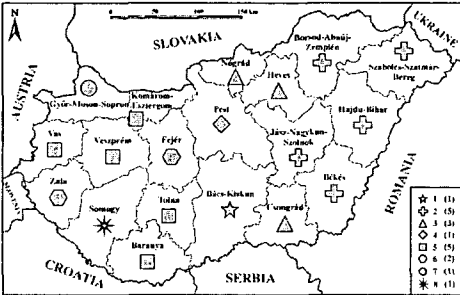 N
0 50 100 150 km
SLOVAKIA
UKRAINE
AUSTRIA
Borsod-Abaúj-
Zemplén
Szabolcs-Szatmár-
Bereg
Nógrád
Heves
Győr-Moson-Sopron
Komárom-
Esztergom
Pest
Hajdu-Bihar
Vas
Veszprém
Fejér
Jász-Nagykun-
Szolnok
Zala
Somogy
Tolna
Bács-Kiskun
Csongrád
Békés
ROMANIA
Baranya
CROATIA
SERBIA
1 (1)
2 (5)
3 (3)
4 (1)
5 (5)
6 (2)
7 (1)
8 (1)